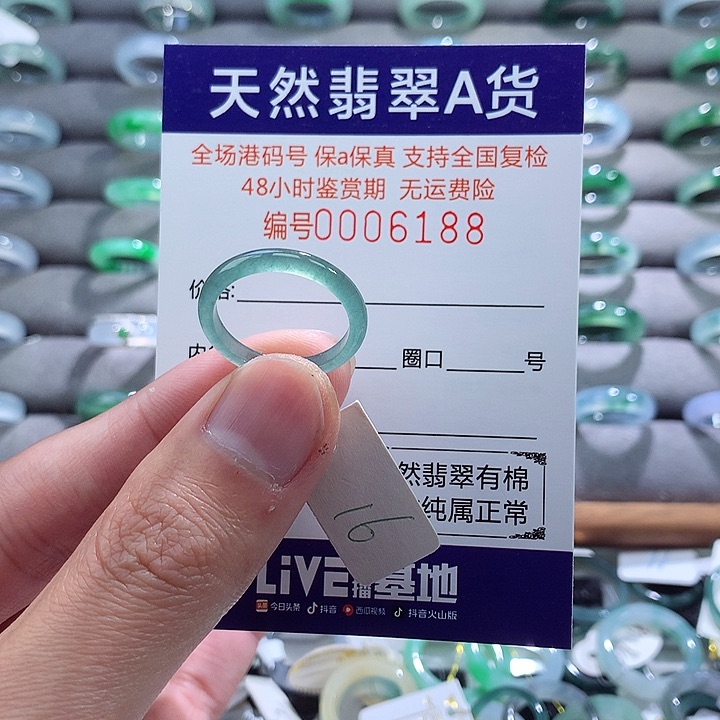 天然翡翠A货
全场港码号 保a保真 支持全国复检
48小时鉴赏期 无运费险
编号0006188
价格:
圈口 号
然翡翠有棉
纯属正常
16
LiVE 播基地
今日头条 抖音 西瓜视频 抖音火山版